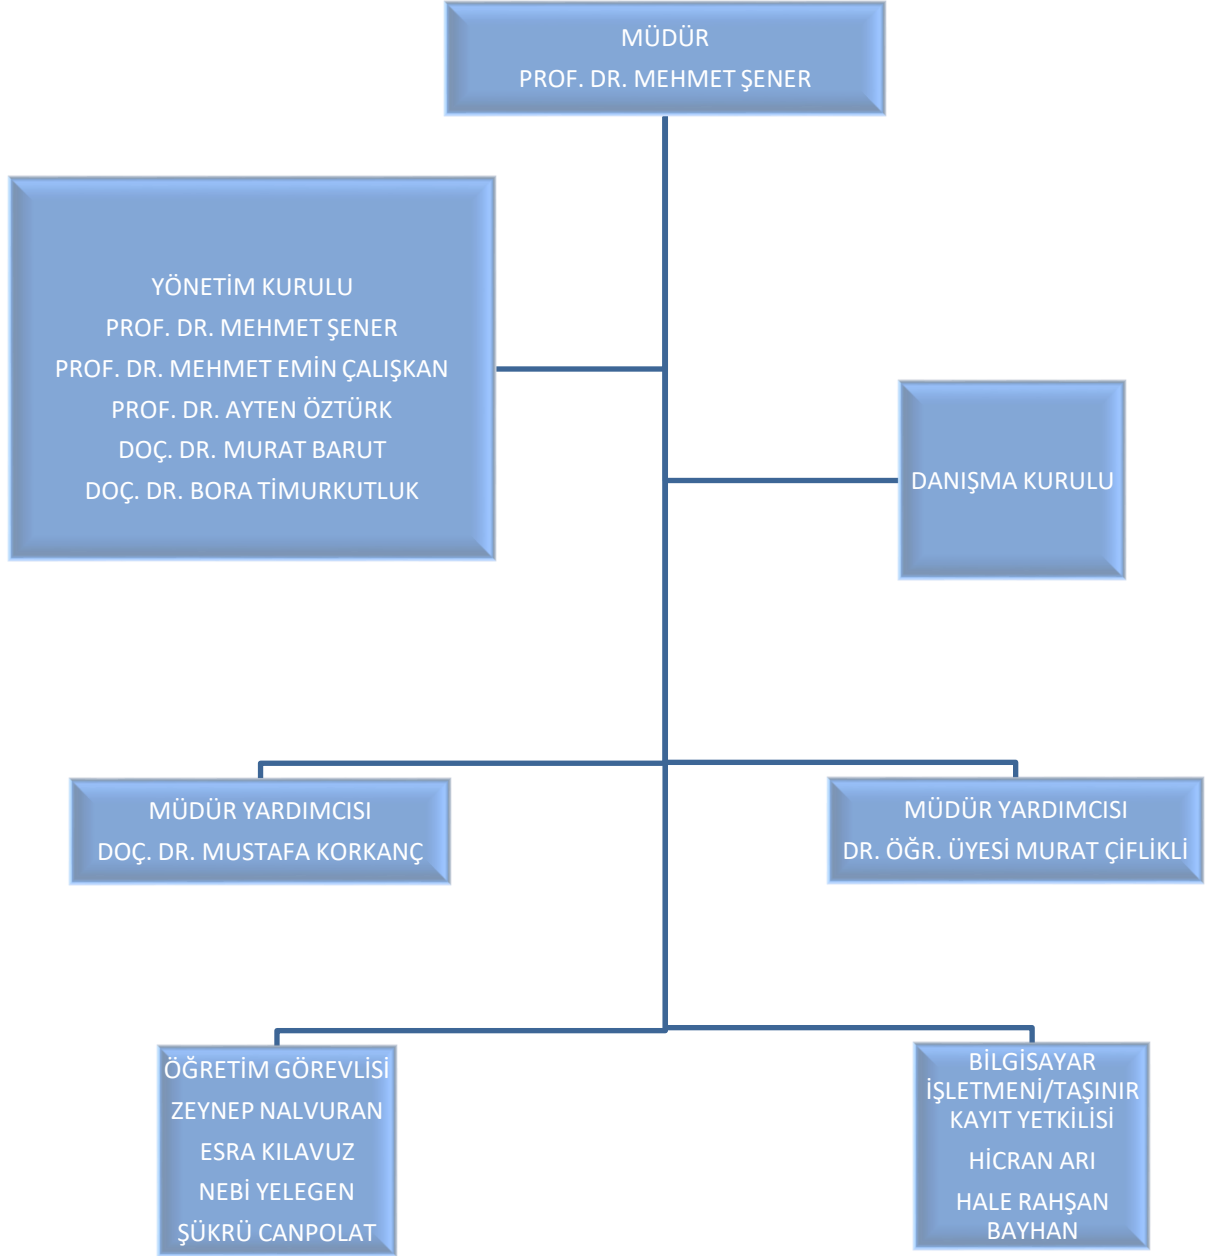 MÜDÜR
PROF. DR. MEHMET ŞENER
YÖNETİM KURULU
PROF. DR. MEHMET ŞENER
PROF. DR. MEHMET EMİN ÇALIŞKAN
PROF. DR. AYTEN ÖZTÜRK
DOÇ. DR. MURAT BARUT
DOÇ. DR. BORA TİMURKUTLUK
DANIŞMA KURULU
MÜDÜR YARDIMCISI
DOÇ. DR. MUSTAFA KORKANÇ
MÜDÜR YARDIMCISI
DR. ÖĞR. ÜYESİ MURAT ÇİFLİKLİ
ÖĞRETİM GÖREVLİSİ
ZEYNEP NALVURAN
ESRA KILAVUZ
NEBİ YELEGEN
ŞÜKRÜ CANPOLAT
BİLGİSAYAR
İŞLETMENİ/TAŞINIR
KAYIT YETKİLİSİ
HİCRAN ARI
HALE RAHŞAN
BAYHAN